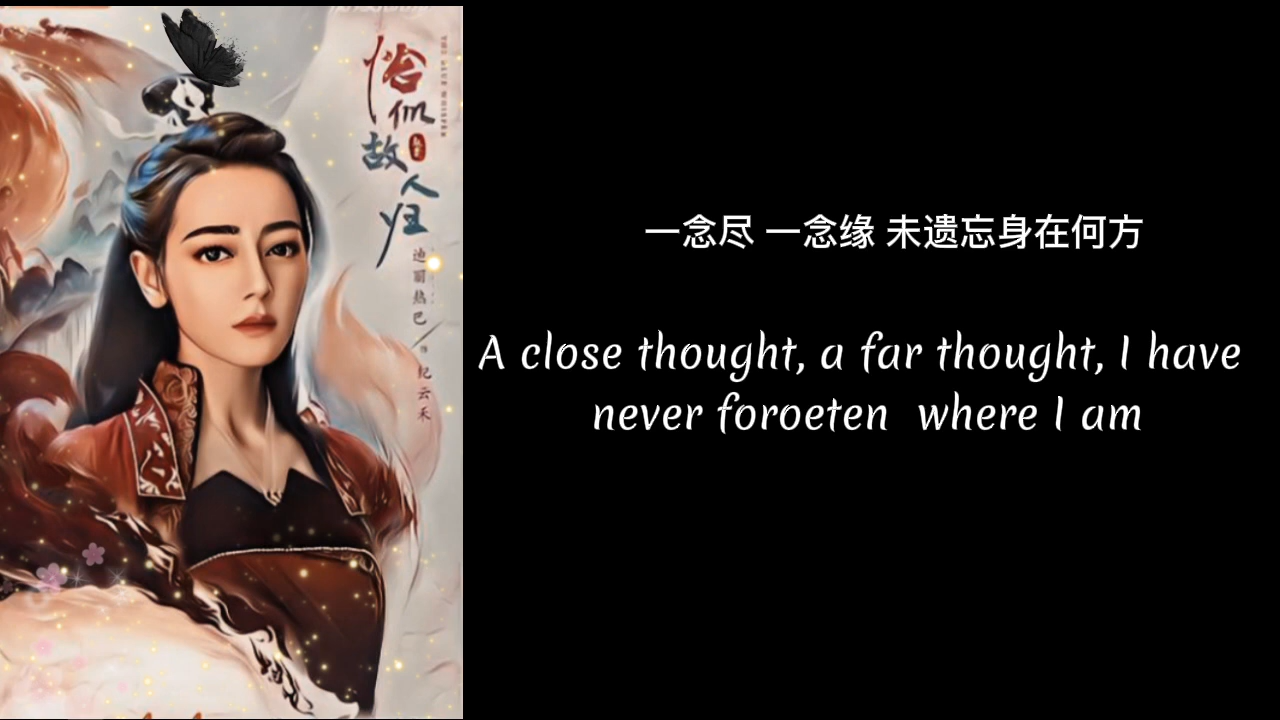 恰似故人归
迪丽热巴
纪云禾
一念尽 一念缘 未遗忘身在何方
A close thought, a far thought, I have
never foroeten where I am